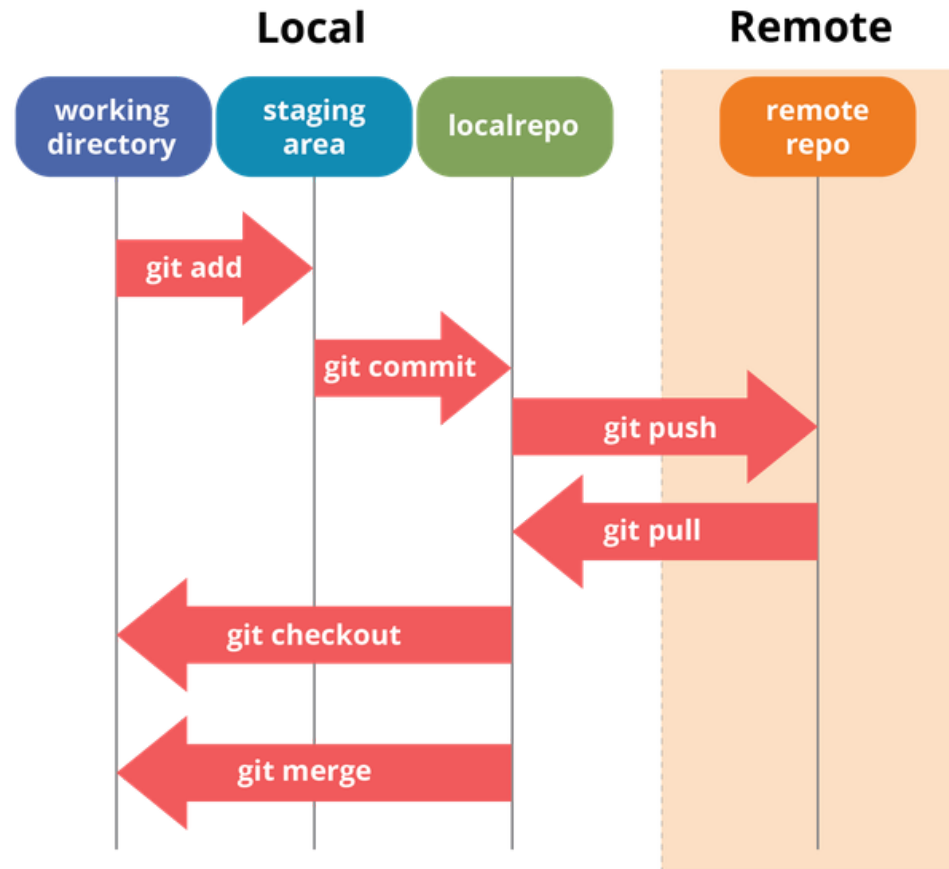 Local
Remote
working
directory
staging
area
localrepo
remote
repo
git add
git commit
git push
git pull
git checkout
git merge